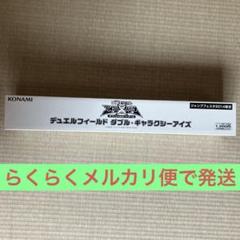 ジャンプフェスタ2014限定
KONAMI
デュエルフィールド ダブル・ギャラクシーアイズ
らくらくメルカリ便で発送